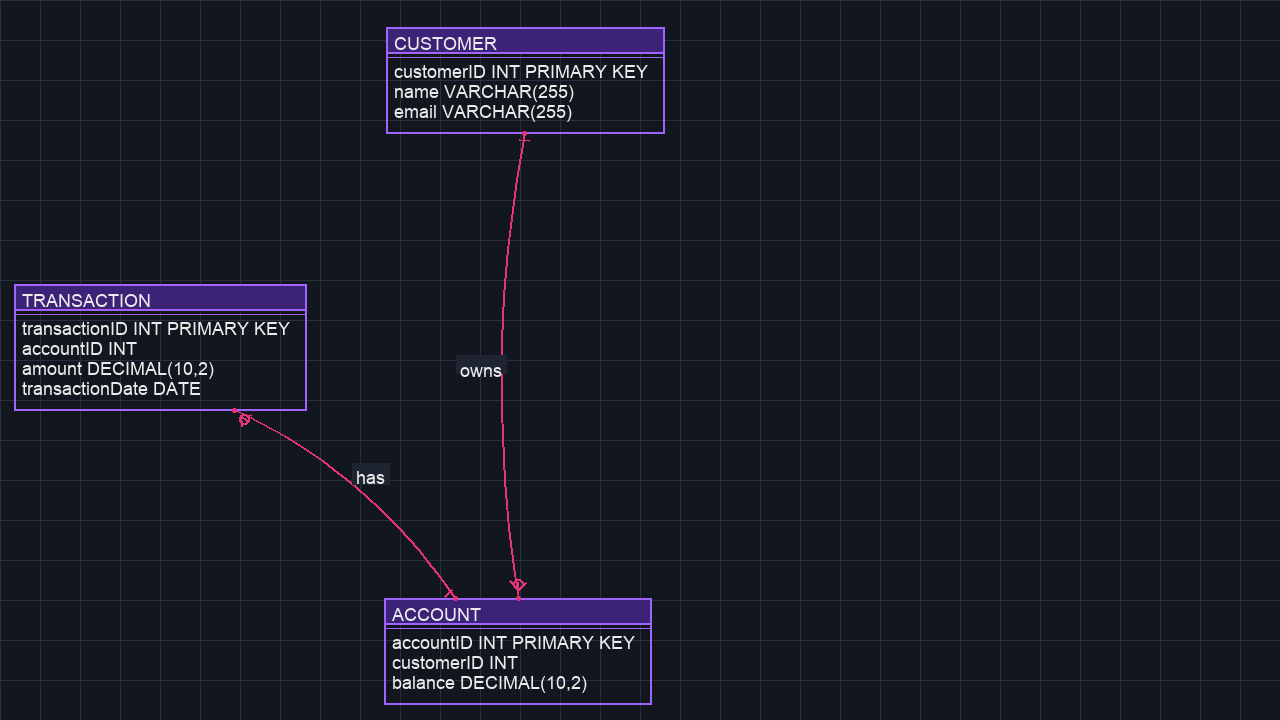 CUSTOMER
customerID INT PRIMARY KEY
name VARCHAR(255)
email VARCHAR(255)
TRANSACTION
transactionID INT PRIMARY KEY
accountID INT
amount DECIMAL(10,2)
transactionDate DATE
owns
has
ACCOUNT
accountID INT PRIMARY KEY
customerID INT
balance DECIMAL(10,2)